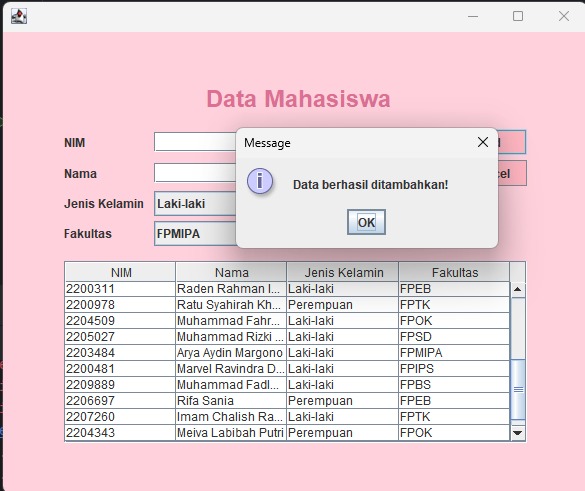 Data Mahasiswa
Message
Data berhasil ditambahkan!
OK
NIM
Nama
Jenis Kelamin Laki-laki
Fakultas FPMIPA
NIM Nama Jenis Kelamin Fakultas
2200311 Raden Rahman I... Laki-laki FPEB
2200978 Ratu Syahirah Kh... Perempuan FPTK
2204509 Muhammad Fahr... Laki-laki FPOK
2205027 Muhammad Rizki ... Laki-laki FPSD
2203484 Arya Aydin Margono Laki-laki FPMIPA
2200481 Marvel Ravindra D... Laki-laki FPIPS
2209889 Muhammad Fadl... Laki-laki FPBS
2206697 Rifa Sania Perempuan FPEB
2207260 Imam Chalish Ra... Laki-laki FPTK
2204343 Meiva Labibah Putri Perempuan FPOK